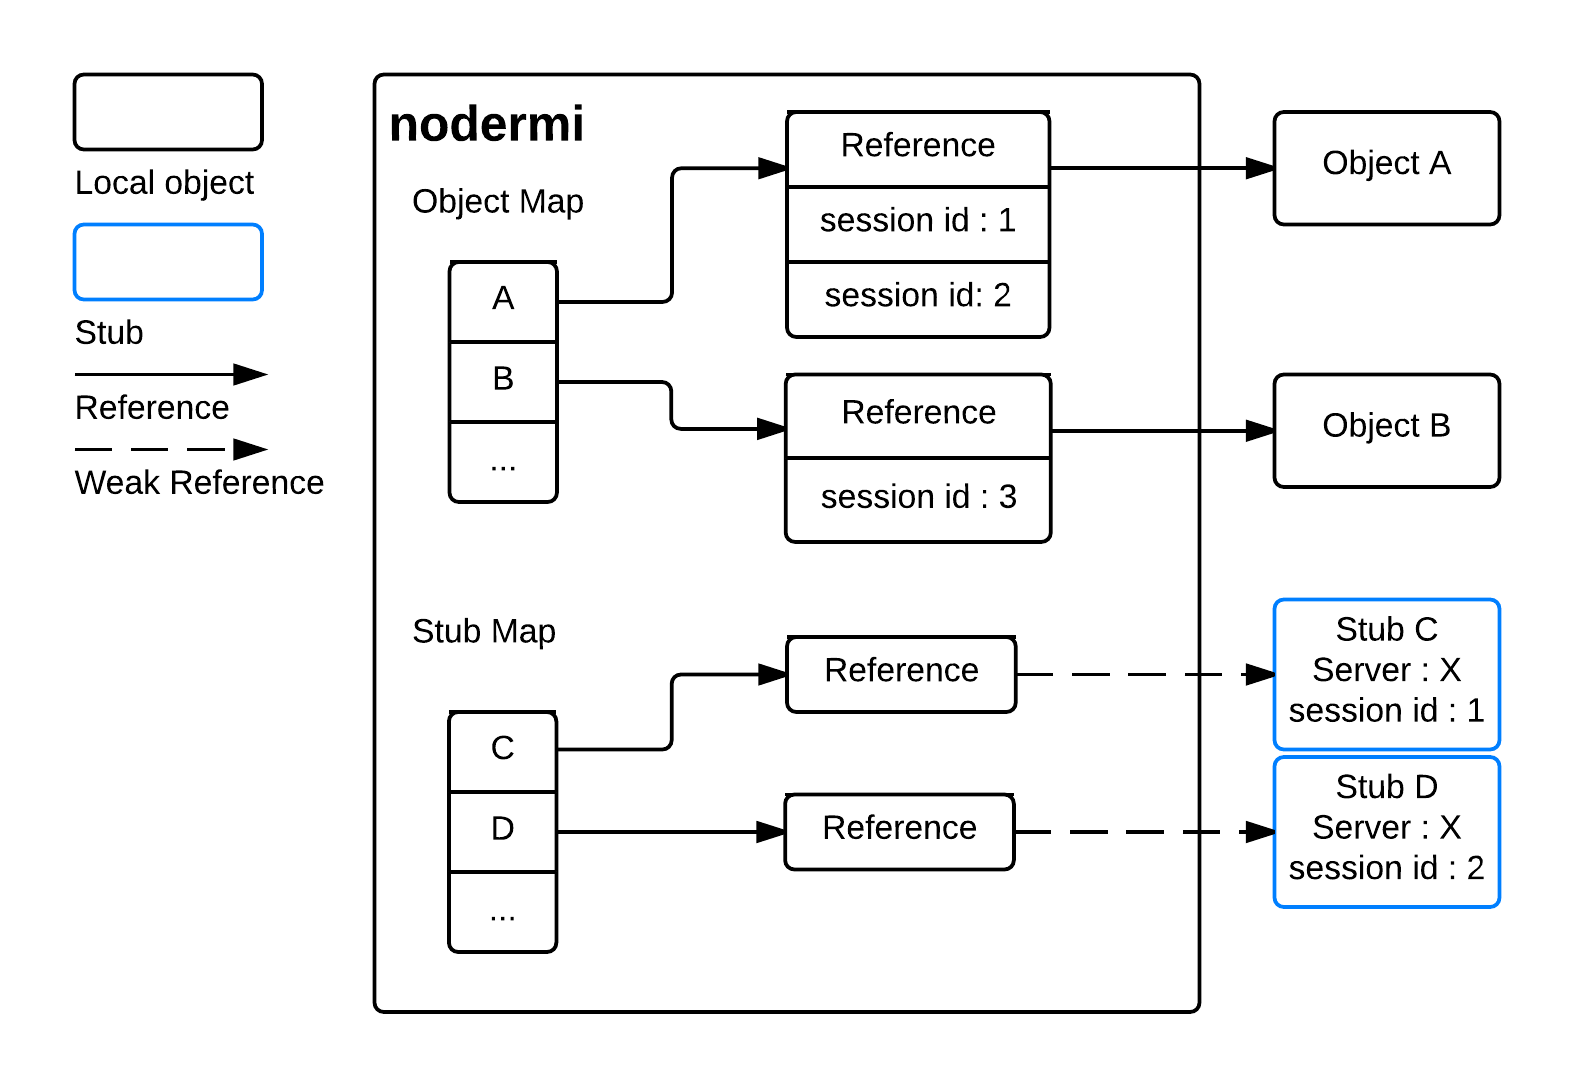 Local object
Stub
Reference
Weak Reference
nodermi
Object Map
A
B
...
Reference
session id : 1
session id: 2
Reference
session id : 3
Object A
Object B
Stub Map
C
D
...
Reference
Reference
Stub C
Server : X
session id : 1
Stub D
Server : X
session id : 2